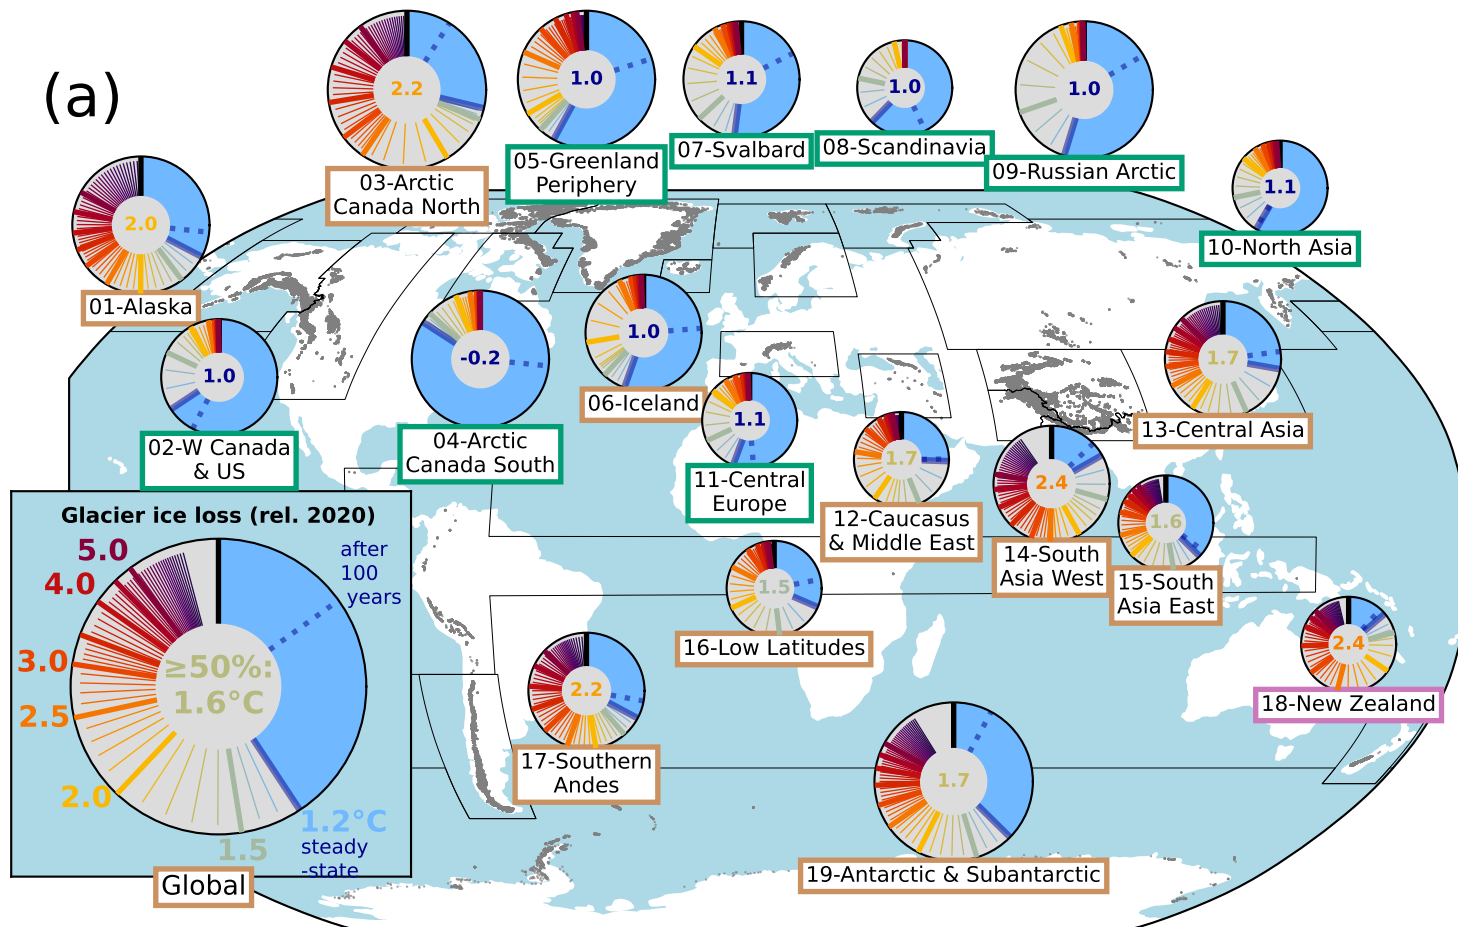 (a)
2.2
03-Arctic
Canada North
1.0
05-Greenland
Periphery
1.1
07-Svalbard
1.0
08-Scandinavia
1.0
09-Russian Arctic
1.1
10-North Asia
2.0
01-Alaska
1.0
02-W Canada
& US
-0.2
04-Arctic
Canada South
1.0
06-Iceland
1.1
11-Central
Europe
1.7
12-Caucasus
& Middle East
1.7
13-Central Asia
2.4
14-South
Asia West
1.6
15-South
Asia East
1.5
16-Low Latitudes
2.2
17-Southern
Andes
2.4
18-New Zealand
1.7
19-Antarctic & Subantarctic
Glacier ice loss (rel. 2020)
5.0
4.0
3.0
2.5
2.0
1.5
after
100
years
≥50%:
1.6°C
1.2°C
steady
-state
Global